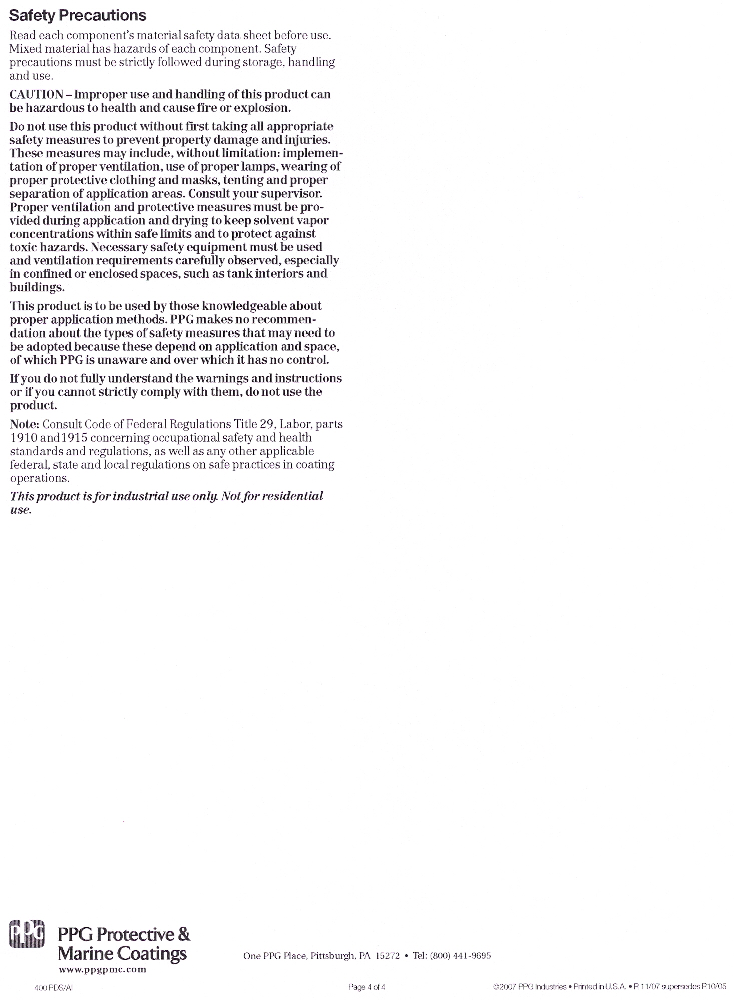 Safety Precautions
Read each component's material safety data sheet before use.
Mixed material has hazards of each component. Safety
precautions must be strictly followed during storage, handling
and use.
CAUTION – Improper use and handling of this product can
be hazardous to health and cause fire or explosion.
Do not use this product without first taking all appropriate
safety measures to prevent property damage and injuries.
These measures may include, without limitation: implemen-
tation of proper ventilation, use of proper lamps, wearing of
proper protective clothing and masks, tenting and proper
separation of application areas. Consult your supervisor.
Proper ventilation and protective measures must be pro-
vided during application and drying to keep solvent vapor
concentrations within safe limits and to protect against
toxic hazards. Necessary safety equipment must be used
and ventilation requirements carefully observed, especially
in confined or enclosed spaces, such as tank interiors and
buildings.
This product is to be used by those knowledgeable about
proper application methods. PPG makes no recommen-
dation about the types of safety measures that may need to
be adopted because these depend on application and space,
of which PPG is unaware and over which it has no control.
If you do not fully understand the warnings and instructions
or if you cannot strictly comply with them, do not use the
product.
Note: Consult Code of Federal Regulations Title 29, Labor, parts
1910 and1915 concerning occupational safety and health
standards and regulations, as well as any other applicable
federal, state and local regulations on safe practices in coating
operations.
This product is for industrial use only. Not for residential
use.
PPG
PPG Protective &
Marine Coatings
www.ppgpmc.com
One PPG Place, Pittsburgh, PA 15272 • Tel: (800) 441-9695
400 PDS/AI
Page 4 of 4
©2007 PPG Industries • Printed in U.S.A. • R 11/07 supersedes R10/05